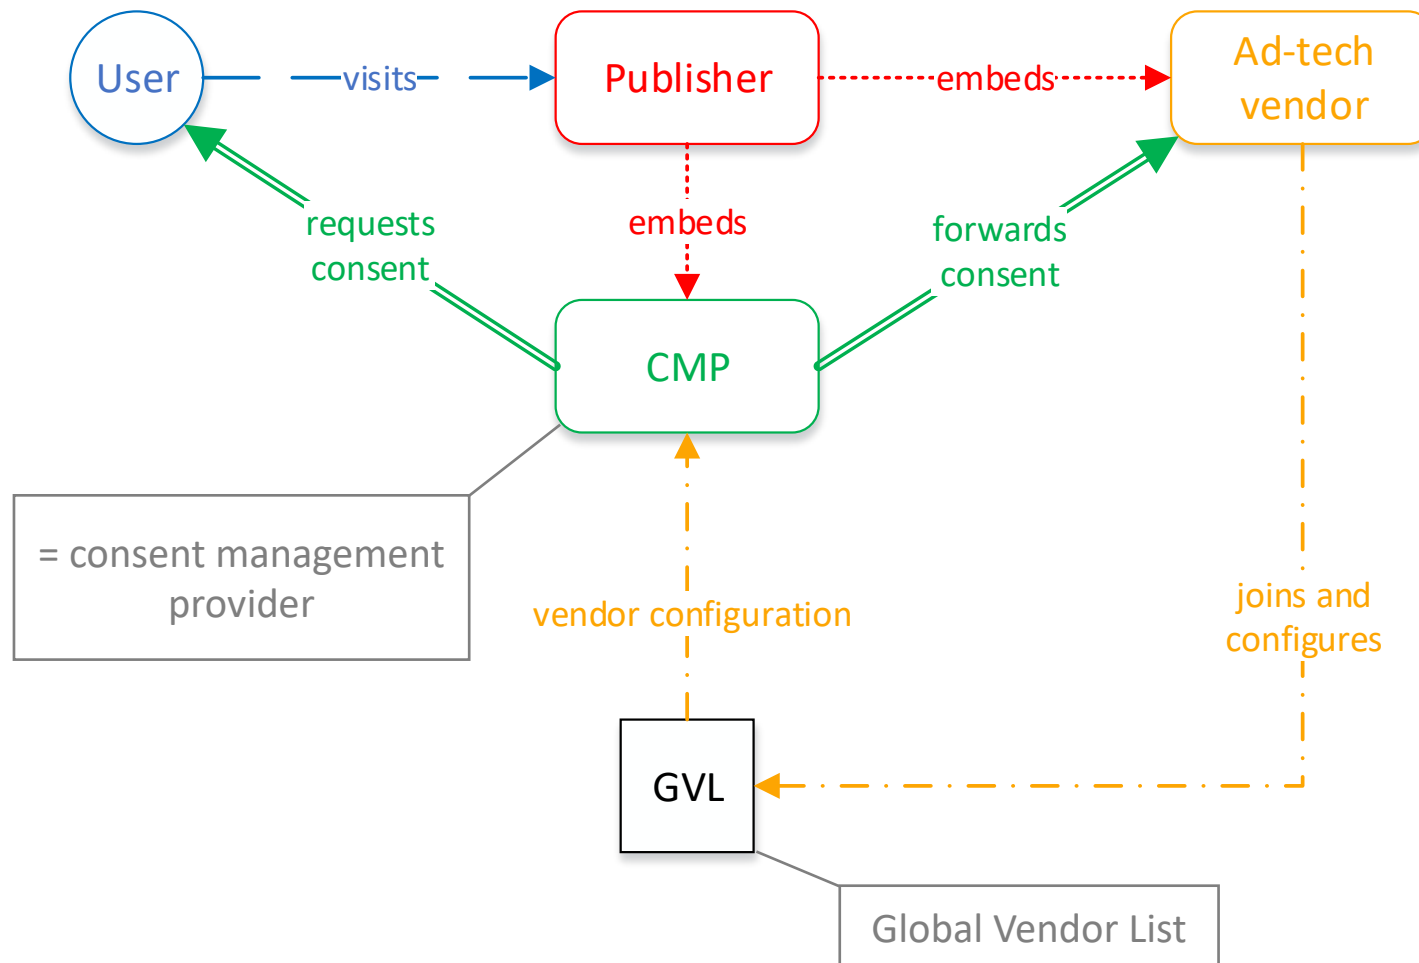 User
visits
Publisher
embeds
Ad-tech
vendor
requests
consent
embeds
forwards
consent
CMP
= consent management
provider
vendor configuration
joins and
configures
GVL
Global Vendor List